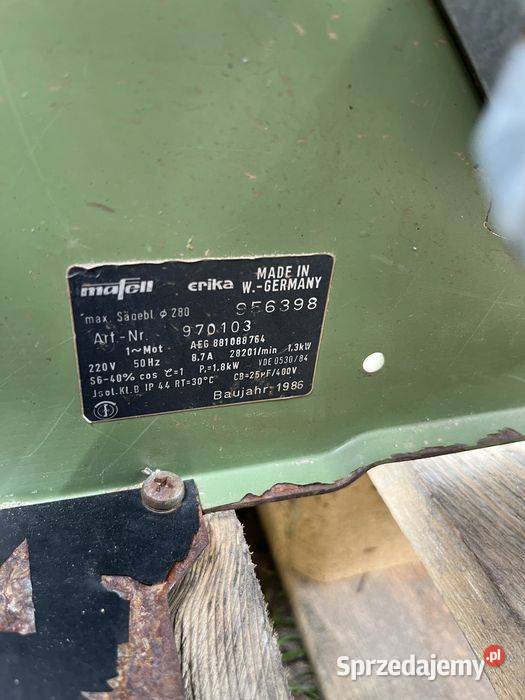 mafell erika MADE IN W.-GERMANY
max. Sägebl. ϕ 280 956398
Art.-Nr. 970103
1~Mot. AEG 881088764
220V 50Hz 8.7A 2820 1/min 1.3kW
S6-40% cos φ=1 P₁=1.8kW VDE 0530/84
Jsol.Kl.B IP 44 RT=30°C CB=25µF/400V
Baujahr: 1986
Sprzedajemy.pl